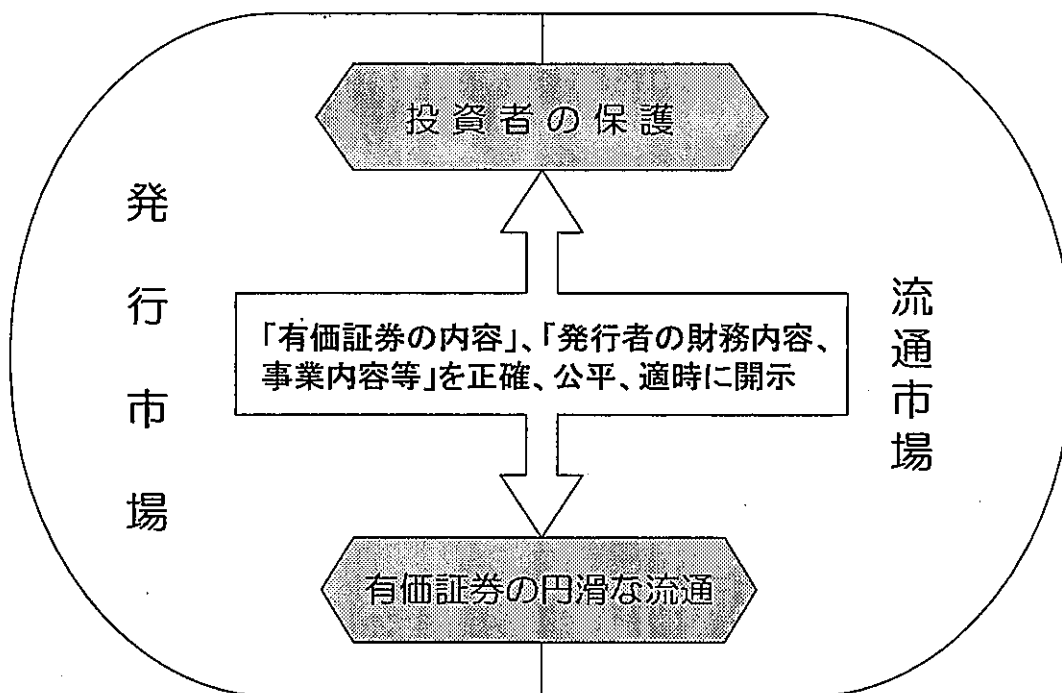 投資者の保護
発行市場
「有価証券の内容」、「発行者の財務内容、
事業内容等」を正確、公平、適時に開示
流通市場
有価証券の円滑な流通